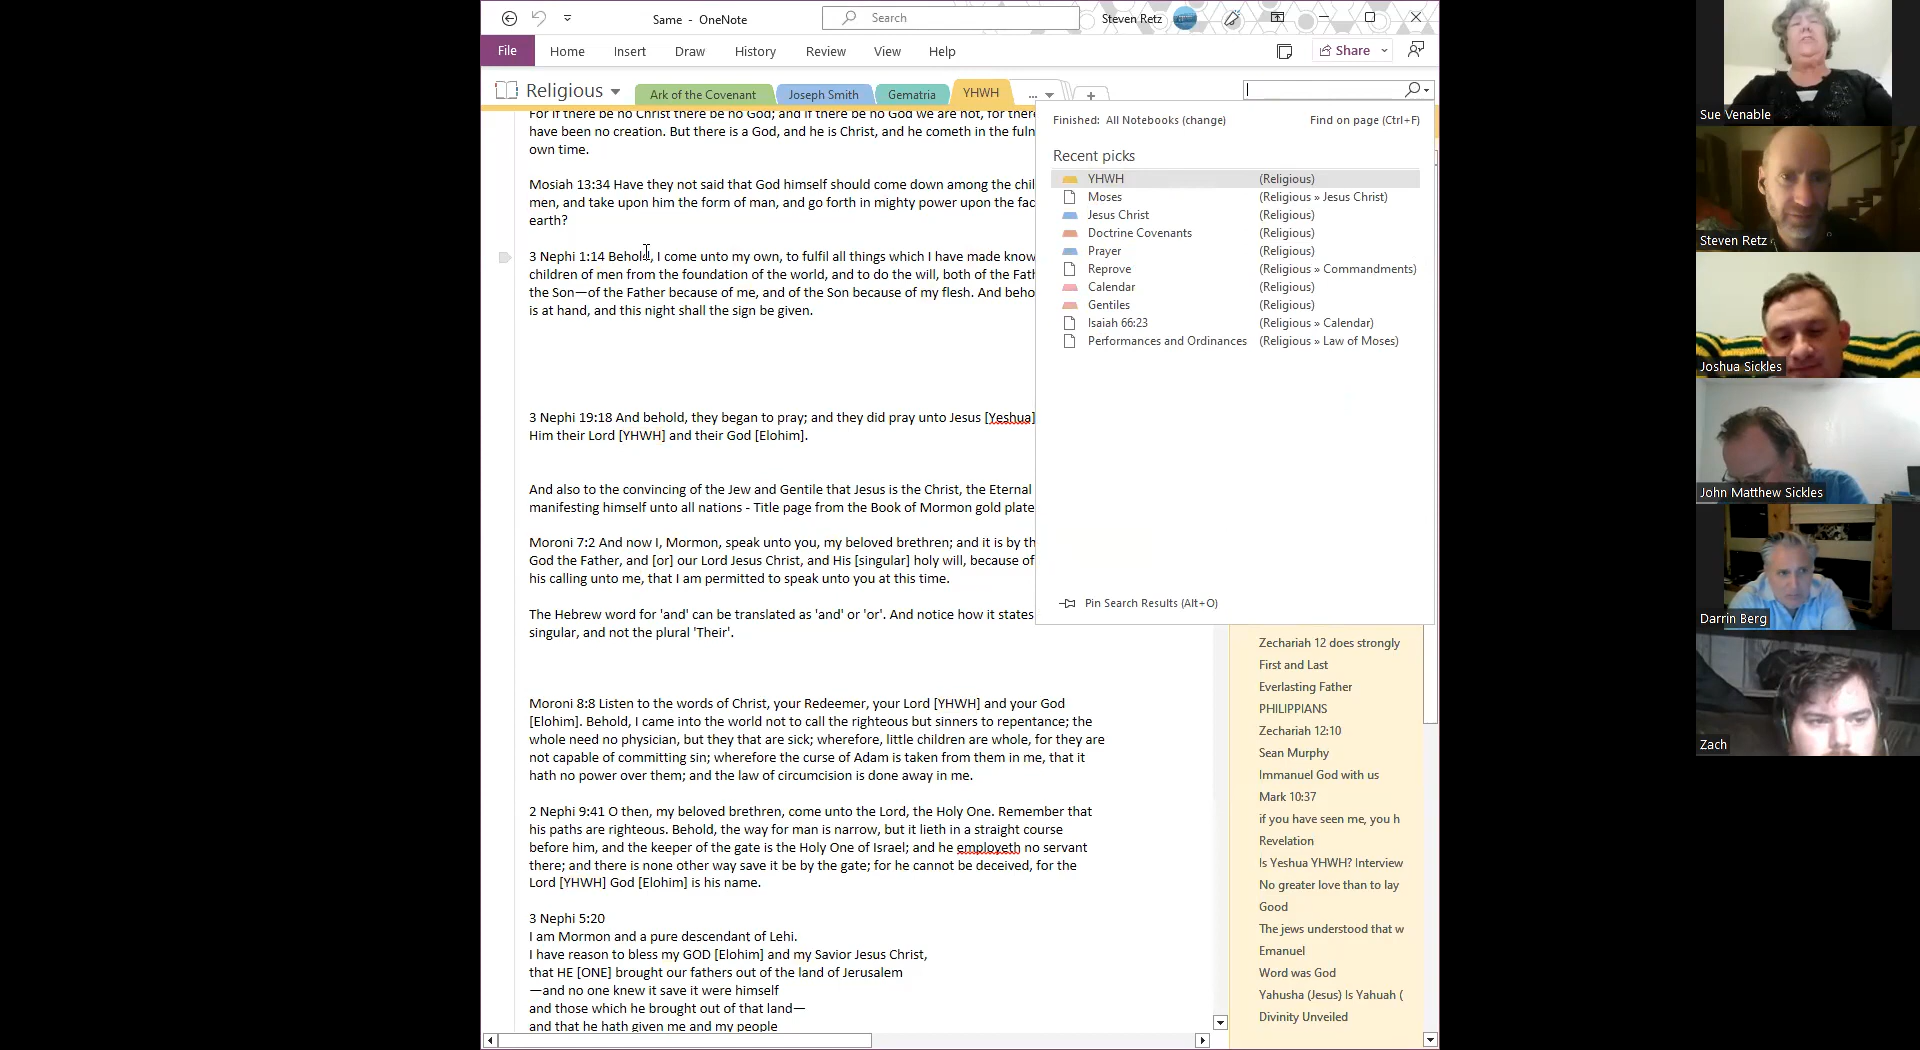 Same - OneNote
Search
Steven Retz
File
Home
Insert
Draw
History
Review
View
Help
Share
Religious
Ark of the Covenant
Joseph Smith
Gematria
YHWH
...
For if there be no Christ there be no God; and if there be no God we are not, for ther
have been no creation. But there is a God, and he is Christ, and he cometh in the fuln
own time.
Mosiah 13:34 Have they not said that God himself should come down among the chil
men, and take upon him the form of man, and go forth in mighty power upon the fac
earth?
3 Nephi 1:14 Behold, I come unto my own, to fulfil all things which I have made know
children of men from the foundation of the world, and to do the will, both of the Fath
the Son—of the Father because of me, and of the Son because of my flesh. And beho
is at hand, and this night shall the sign be given.
3 Nephi 19:18 And behold, they began to pray; and they did pray unto Jesus [Yeshua]
Him their Lord [YHWH] and their God [Elohim].
And also to the convincing of the Jew and Gentile that Jesus is the Christ, the Eternal
manifesting himself unto all nations - Title page from the Book of Mormon gold plate
Moroni 7:2 And now I, Mormon, speak unto you, my beloved brethren; and it is by th
God the Father, and [or] our Lord Jesus Christ, and His [singular] holy will, because of
his calling unto me, that I am permitted to speak unto you at this time.
The Hebrew word for 'and' can be translated as 'and' or 'or'. And notice how it states
singular, and not the plural 'Their'.
Moroni 8:8 Listen to the words of Christ, your Redeemer, your Lord [YHWH] and your God
[Elohim]. Behold, I came into the world not to call the righteous but sinners to repentance; the
whole need no physician, but they that are sick; wherefore, little children are whole, for they are
not capable of committing sin; wherefore the curse of Adam is taken from them in me, that it
hath no power over them; and the law of circumcision is done away in me.
2 Nephi 9:41 O then, my beloved brethren, come unto the Lord, the Holy One. Remember that
his paths are righteous. Behold, the way for man is narrow, but it lieth in a straight course
before him, and the keeper of the gate is the Holy One of Israel; and he employeth no servant
there; and there is none other way save it be by the gate; for he cannot be deceived, for the
Lord [YHWH] God [Elohim] is his name.
3 Nephi 5:20
I am Mormon and a pure descendant of Lehi.
I have reason to bless my GOD [Elohim] and my Savior Jesus Christ,
that HE [ONE] brought our fathers out of the land of Jerusalem
—and no one knew it save it were himself
and those which he brought out of that land—
and that he hath given me and my people
Finished: All Notebooks (change)
Find on page (Ctrl+F)
Recent picks
YHWH (Religious)
Moses (Religious » Jesus Christ)
Jesus Christ (Religious)
Doctrine Covenants (Religious)
Prayer (Religious)
Reprove (Religious » Commandments)
Calendar (Religious)
Gentiles (Religious)
Isaiah 66:23 (Religious » Calendar)
Performances and Ordinances (Religious » Law of Moses)
Pin Search Results (Alt+O)
Zechariah 12 does strongly
First and Last
Everlasting Father
PHILIPPIANS
Zechariah 12:10
Sean Murphy
Immanuel God with us
Mark 10:37
if you have seen me, you h
Revelation
Is Yeshua YHWH? Interview
No greater love than to lay
Good
The jews understood that w
Emanuel
Word was God
Yahusha (Jesus) Is Yahuah (
Divinity Unveiled
Sue Venable
Steven Retz
Joshua Sickles
John Matthew Sickles
Darrin Berg
Zach